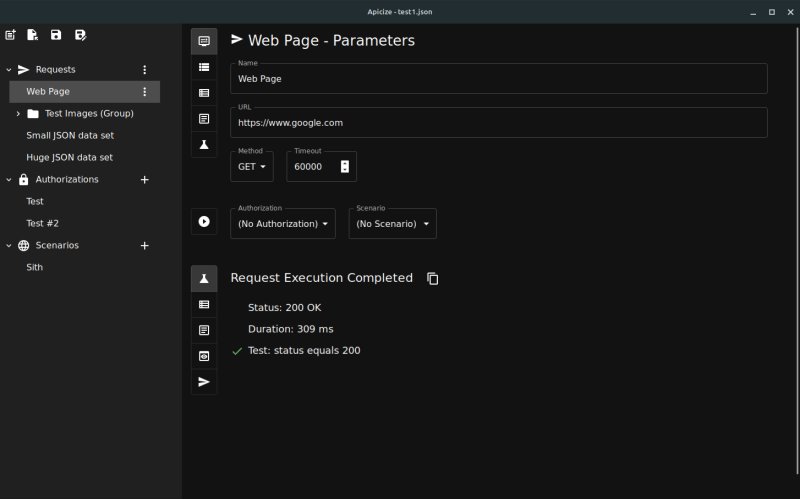 Apicize - test1.json
Requests
Web Page
Test Images (Group)
Small JSON data set
Huge JSON data set
Authorizations
Test
Test #2
Scenarios
Sith
Web Page - Parameters
Name
Web Page
URL
https://www.google.com
Method
GET
Timeout
60000
Authorization
(No Authorization)
Scenario
(No Scenario)
Request Execution Completed
Status: 200 OK
Duration: 309 ms
Test: status equals 200